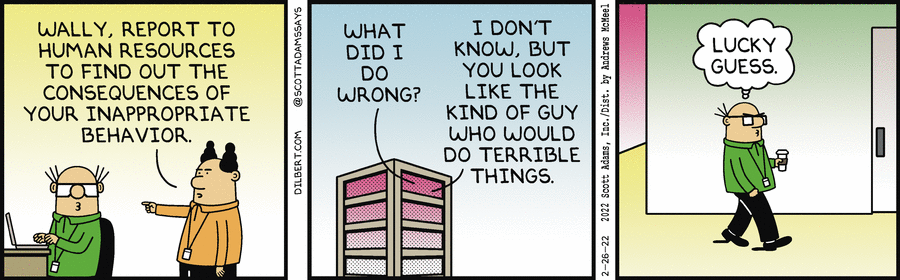 WALLY, REPORT TO
HUMAN RESOURCES
TO FIND OUT THE
CONSEQUENCES OF
YOUR INAPPROPRIATE
BEHAVIOR.
DILBERT.COM @SCOTTADAMSSAYS
WHAT
DID I
DO
WRONG?
I DON'T
KNOW, BUT
YOU LOOK
LIKE THE
KIND OF GUY
WHO WOULD
DO TERRIBLE
THINGS.
2-26-22 2022 Scott Adams, Inc./Dist. by Andrews McMeel
LUCKY
GUESS.